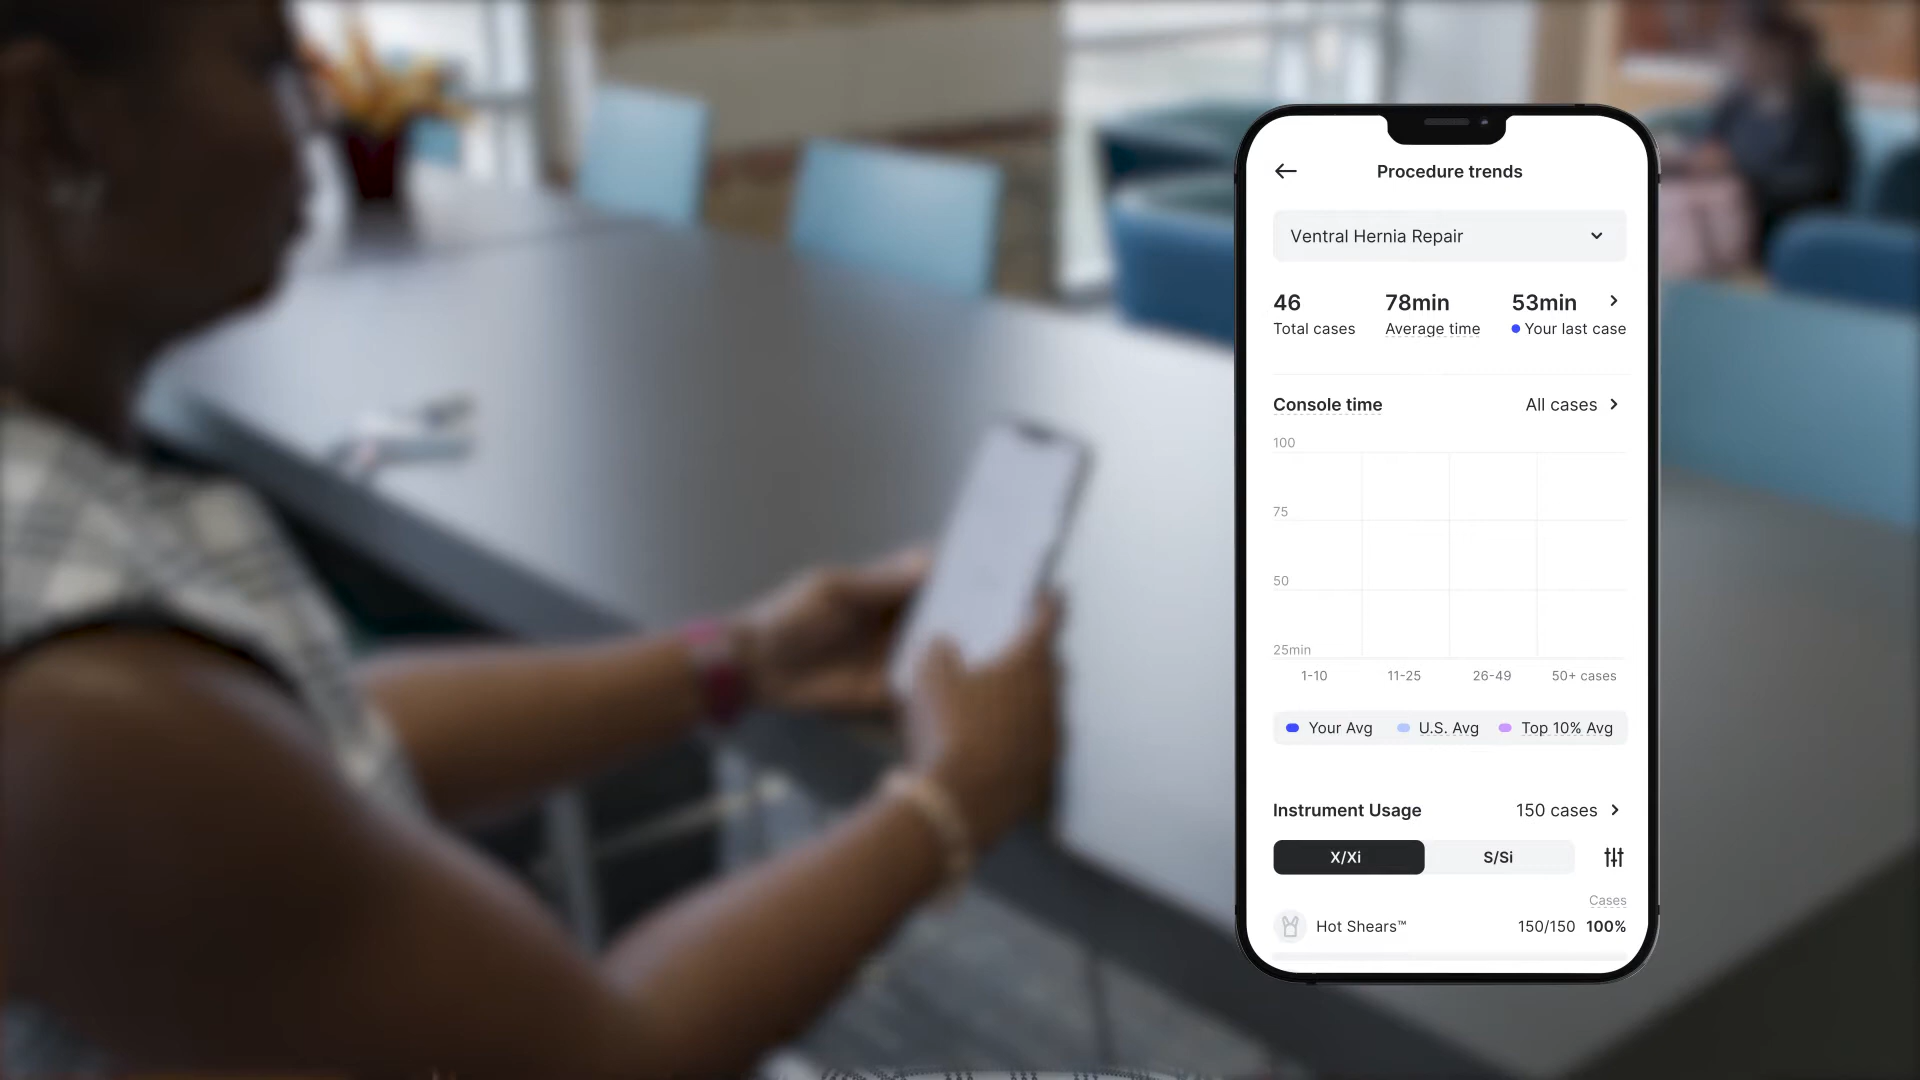 Procedure trends
Ventral Hernia Repair
46 78min 53min
Total cases Average time Your last case
Console time All cases
100
75
50
25min
1-10 11-25 26-49 50+ cases
Your Avg U.S. Avg Top 10% Avg
Instrument Usage 150 cases
X/Xi S/Si
Cases
Hot Shears™ 150/150 100%